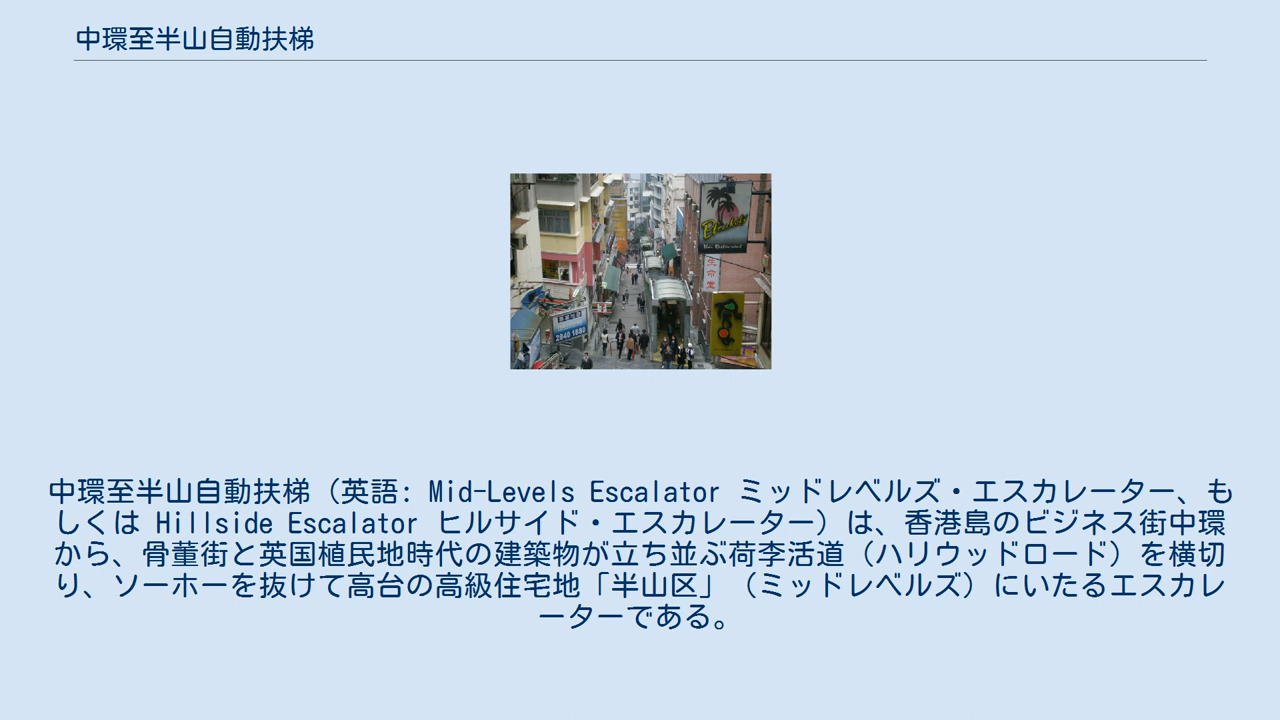 中環至半山自動扶梯
生命堂
2840 1880
中環至半山自動扶梯（英語: Mid-Levels Escalator ミッドレベルズ・エスカレーター、も
しくは Hillside Escalator ヒルサイド・エスカレーター）は、香港島のビジネス街中環
から、骨董街と英国植民地時代の建築物が立ち並ぶ荷李活道（ハリウッドロード）を横切
り、ソーホーを抜けて高台の高級住宅地「半山区」（ミッドレベルズ）にいたるエスカレ
ーターである。